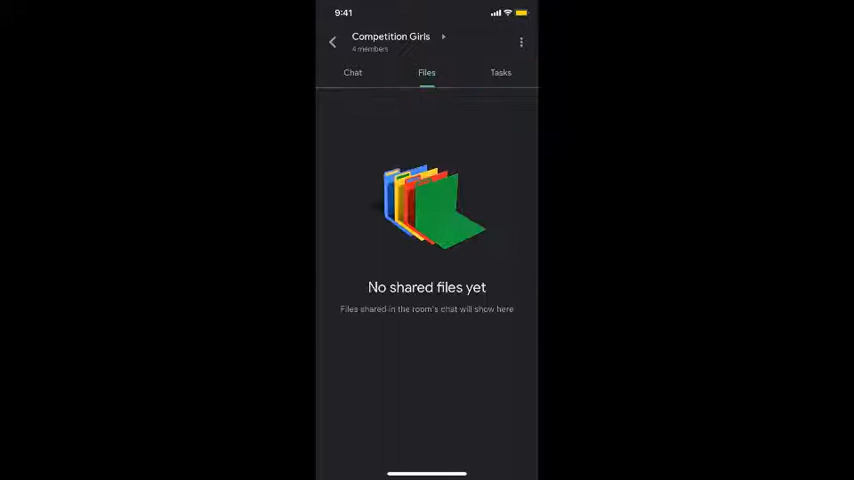 9:41
Competition Girls
4 members
Chat
Files
Tasks
No shared files yet
Files shared in the room's chat will show here